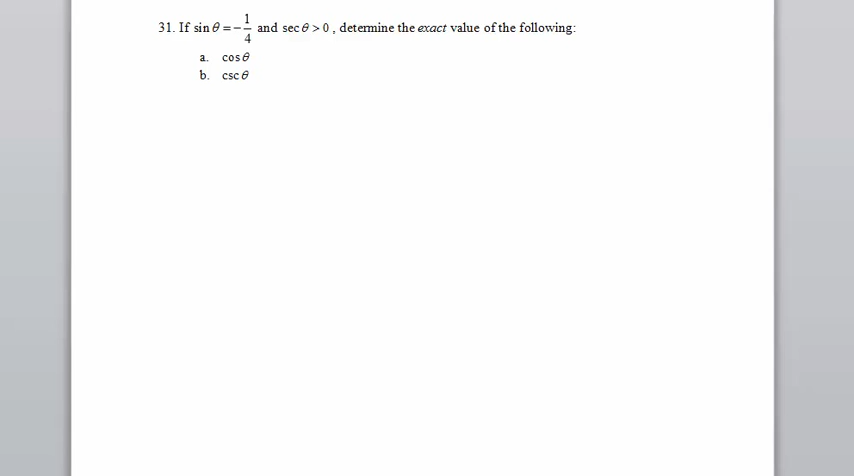 31. If sin θ = −1/4 and sec θ > 0 , determine the exact value of the following:
a. cos θ
b. csc θ